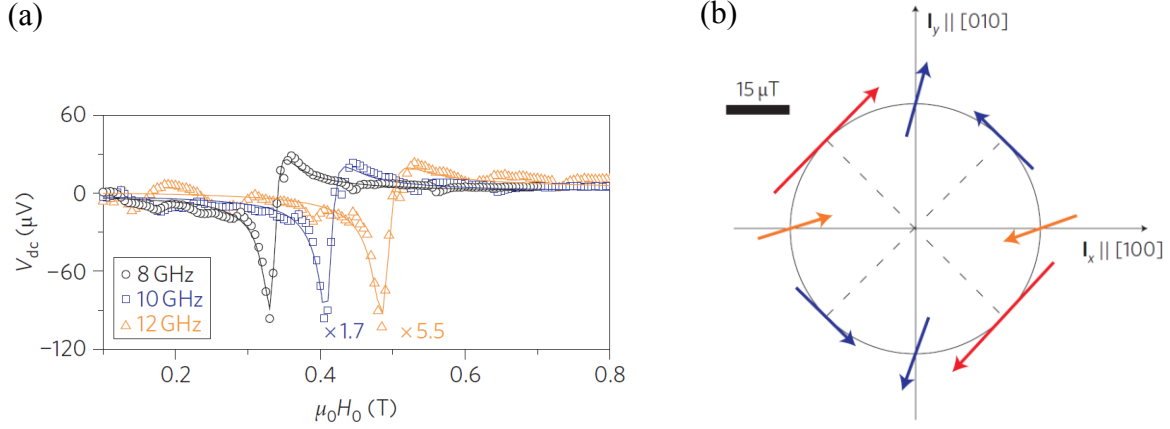 (a)
60
0
−60
−120
V_dc (μV)
8 GHz
10 GHz
12 GHz
×1.7
×5.5
0.2
0.4
0.6
0.8
μ₀H₀ (T)
(b)
I_y || [010]
15 μT
I_x || [100]